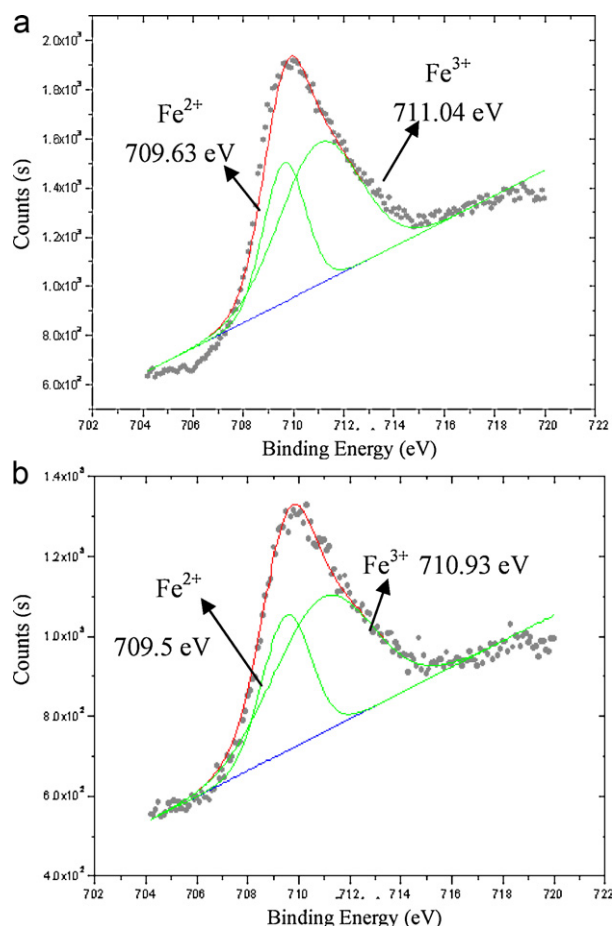 a
2.0x10³
1.8x10³
1.6x10³
1.4x10³
1.2x10³
1.0x10³
8.0x10²
6.0x10²
Counts (s)
Fe²⁺
709.63 eV
Fe³⁺
711.04 eV
702 704 706 708 710 712 714 716 718 720 722
Binding Energy (eV)
b
1.4x10³
1.2x10³
1.0x10³
8.0x10²
6.0x10²
4.0x10²
Counts (s)
Fe²⁺
709.5 eV
Fe³⁺ 710.93 eV
702 704 706 708 710 712 714 716 718 720 722
Binding Energy (eV)